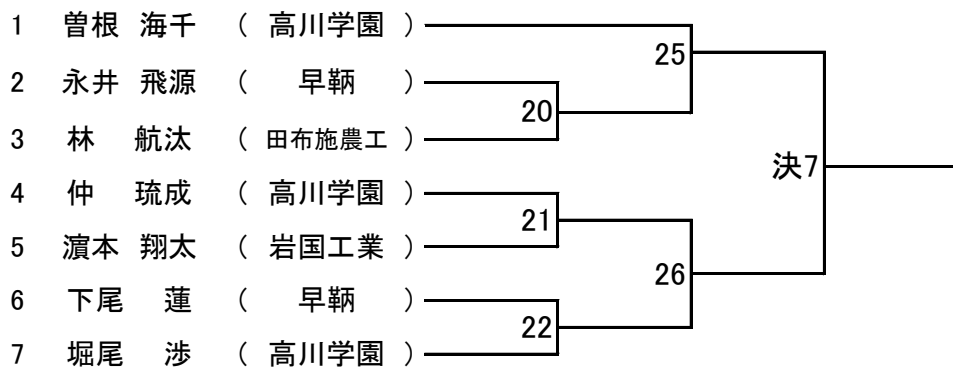 1 曽根 海千 ( 高川学園 )
25
2 永井 飛源 ( 早鞆 )
20
3 林 航汰 ( 田布施農工 )
決7
4 仲 琉成 ( 高川学園 )
21
5 濵本 翔太 ( 岩国工業 )
26
6 下尾 蓮 ( 早鞆 )
22
7 堀尾 渉 ( 高川学園 )